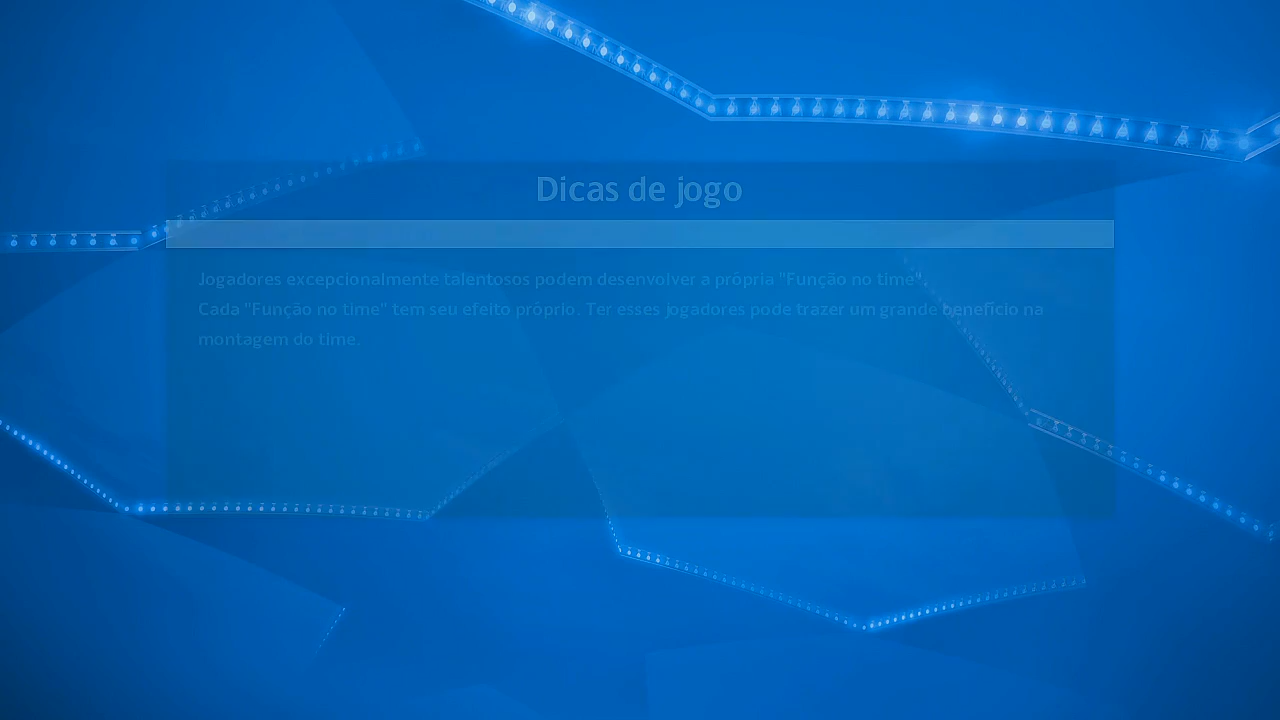 Dicas de jogo
Jogadores excepcionalmente talentosos podem desenvolver a própria "Função no time".
Cada "Função no time" tem seu efeito próprio. Ter esses jogadores pode trazer um grande benefício na
montagem do time.